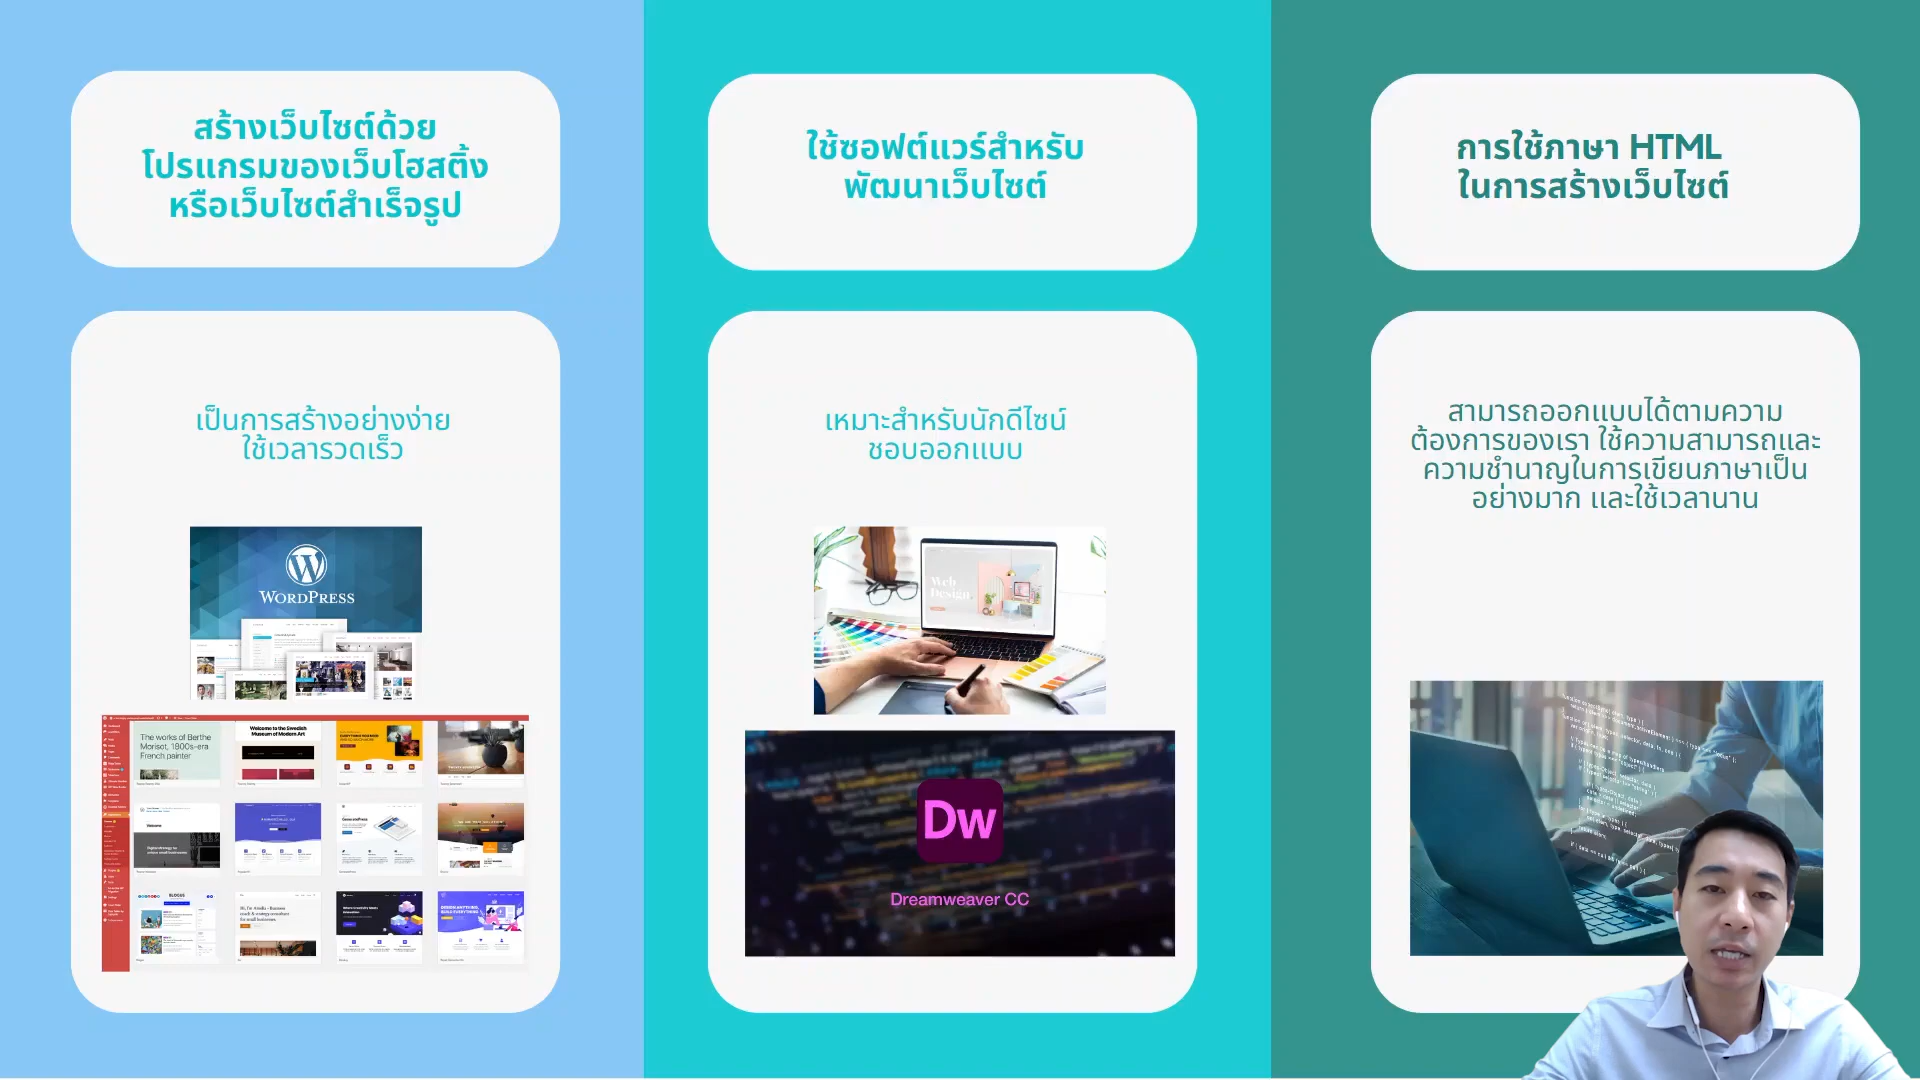 สร้างเว็บไซต์ด้วย
โปรแกรมของเว็บโฮสติ้ง
หรือเว็บไซต์สำเร็จรูป
เป็นการสร้างอย่างง่าย
ใช้เวลารวดเร็ว
WORDPRESS
The works of Berthe
Morisot, 1800s-era
French painter
Welcome to the Swedish
Museum of Modern Art
ใช้ซอฟต์แวร์สำหรับ
พัฒนาเว็บไซต์
เหมาะสำหรับนักดีไซน์
ชอบออกแบบ
Web
Design
Dw
Dreamweaver CC
การใช้ภาษา HTML
ในการสร้างเว็บไซต์
สามารถออกแบบได้ตามความ
ต้องการของเรา ใช้ความสามารถและ
ความชำนาญในการเขียนภาษาเป็น
อย่างมาก และใช้เวลานาน